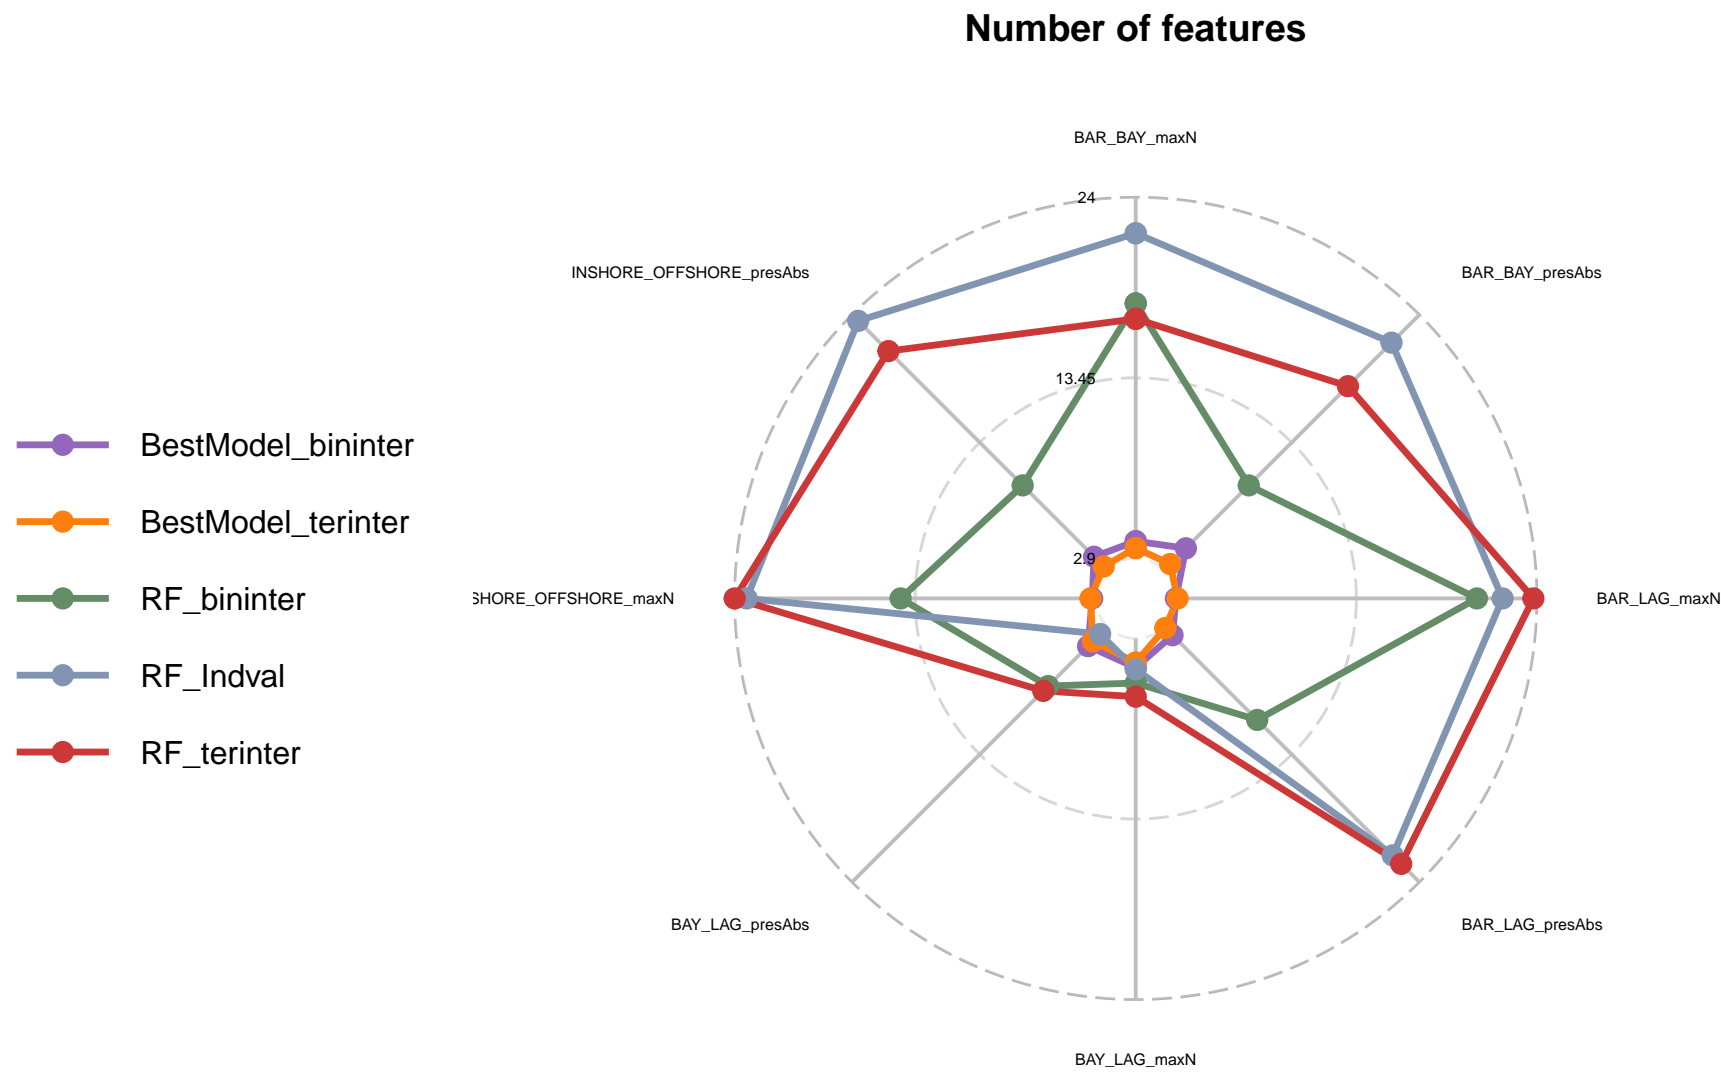 Number of features
BAR_BAY_maxN
24
INSHORE_OFFSHORE_presAbs
BAR_BAY_presAbs
13.45
BestModel_bininter
BestModel_terinter
2.9
RF_bininter
SHORE_OFFSHORE_maxN
BAR_LAG_maxN
RF_Indval
RF_terinter
BAY_LAG_presAbs
BAR_LAG_presAbs
BAY_LAG_maxN